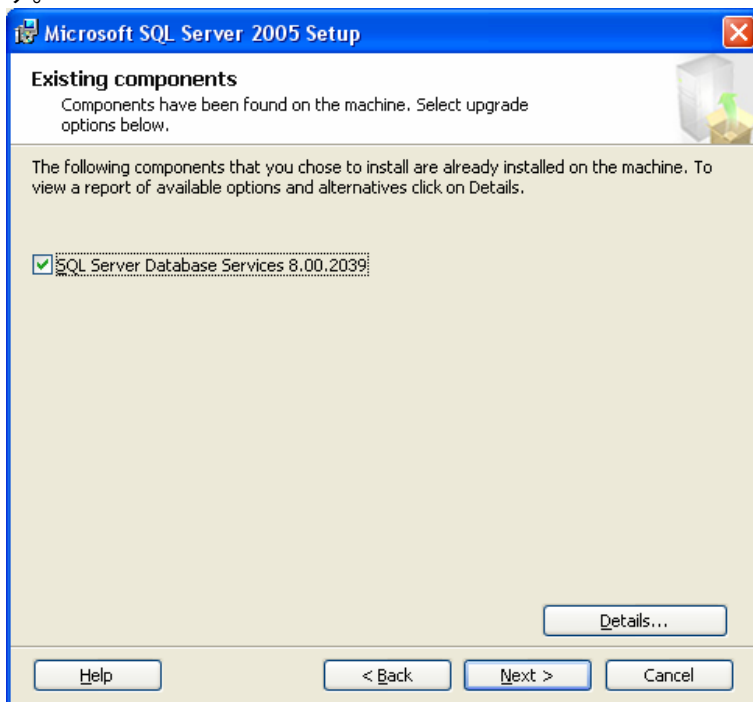 Microsoft SQL Server 2005 Setup
Existing components
Components have been found on the machine. Select upgrade
options below.
The following components that you chose to install are already installed on the machine. To
view a report of available options and alternatives click on Details.
SQL Server Database Services 8.00.2039
Details...
Help
< Back
Next >
Cancel